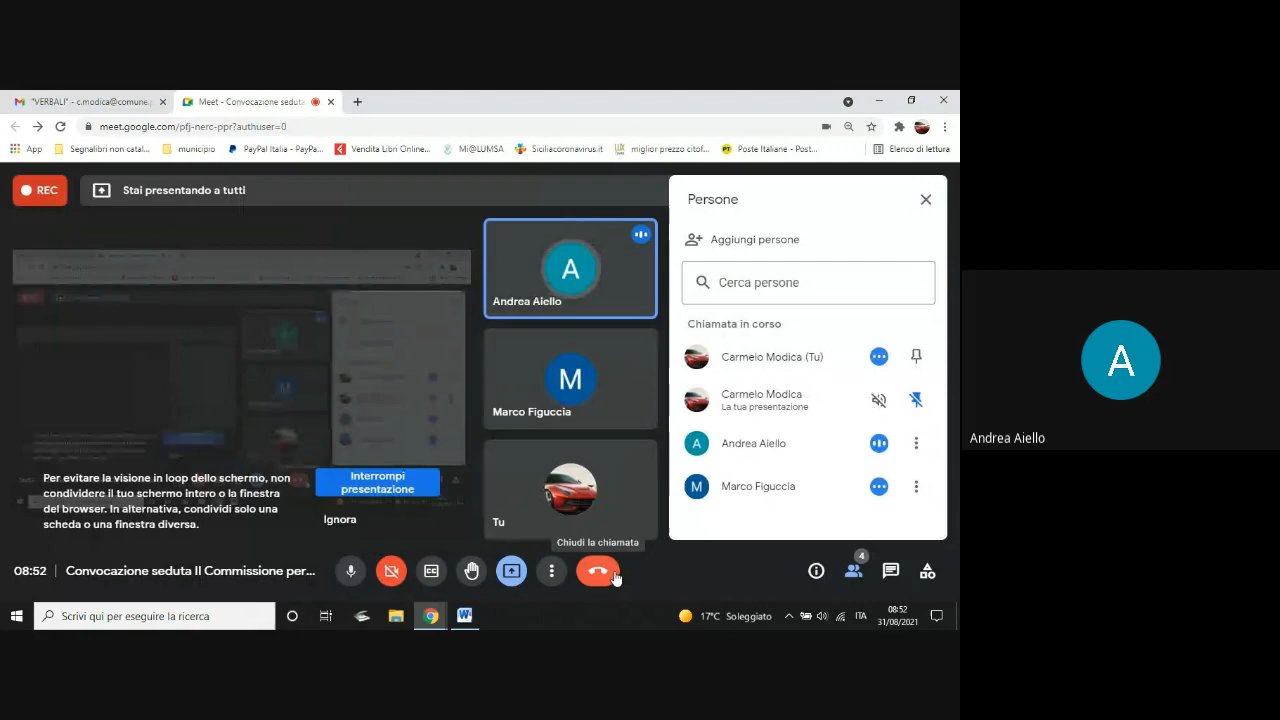 "VERBALI" - c.modica@comune.
Meet - Convocazione seduta
meet.google.com/pfj-nerc-ppr?authuser=0
App
Segnalibri non catal...
municipio
PayPal Italia - PayPa...
Vendita Libri Online...
Mi@LUMSA
Siciliacoronavirus.it
miglior prezzo citof...
Poste Italiane - Post...
Elenco di lettura
REC
Stai presentando a tutti
Persone
Aggiungi persone
Cerca persone
Chiamata in corso
Carmelo Modica (Tu)
Carmelo Modica
La tua presentazione
A
Andrea Aiello
M
Marco Figuccia
A
Andrea Aiello
M
Marco Figuccia
Tu
Per evitare la visione in loop dello schermo, non
condividere il tuo schermo intero o la finestra
del browser. In alternativa, condividi solo una
scheda o una finestra diversa.
Interrompi
presentazione
Ignora
Chiudi la chiamata
08:52
Convocazione seduta II Commissione per...
CC
4
Scrivi qui per eseguire la ricerca
W
17°C Soleggiato
ITA
08:52
31/08/2021
A
Andrea Aiello